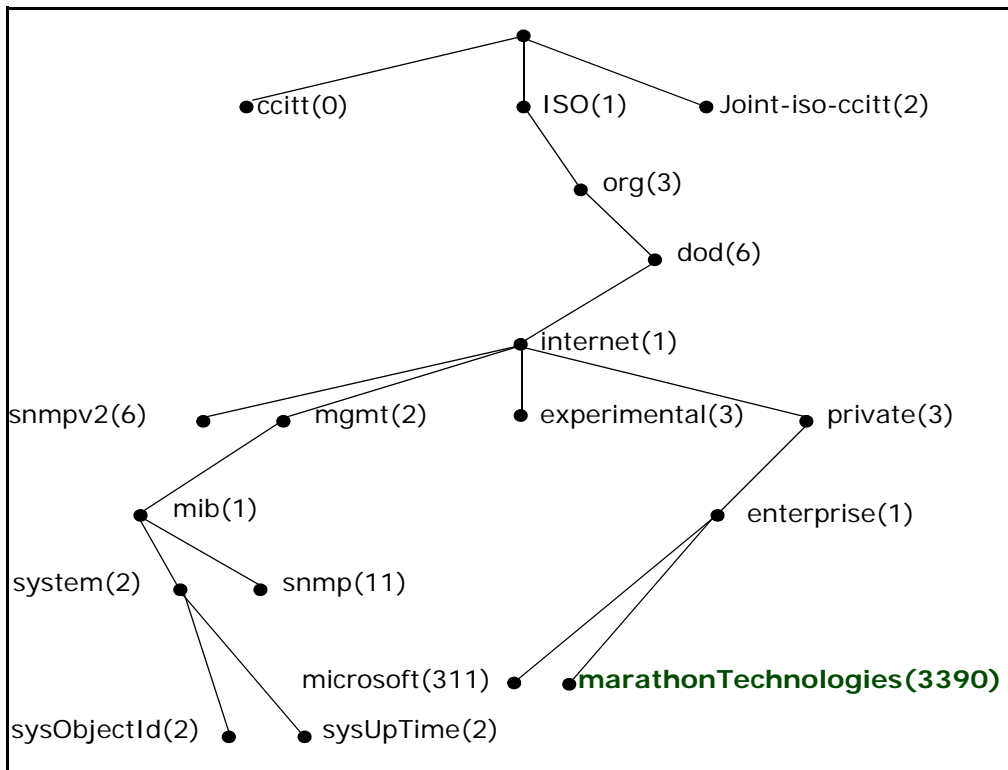 ccitt(0)
ISO(1)
Joint-iso-ccitt(2)
org(3)
dod(6)
internet(1)
snmpv2(6)
mgmt(2)
experimental(3)
private(3)
mib(1)
enterprise(1)
system(2)
snmp(11)
microsoft(311)
marathonTechnologies(3390)
sysObjectId(2)
sysUpTime(2)